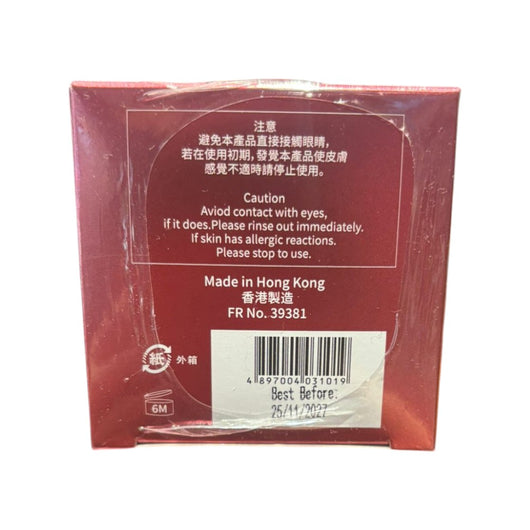 注意
避免本產品直接接觸眼睛，
若在使用初期，發覺本產品使皮膚
感覺不適時請停止使用。
Caution
Aviod contact with eyes,
if it does.Please rinse out immediately.
If skin has allergic reactions.
Please stop to use.
Made in Hong Kong
香港製造
FR No. 39381
紙 外箱
4 897004 031019
Best Before:
25/11/2027
6M